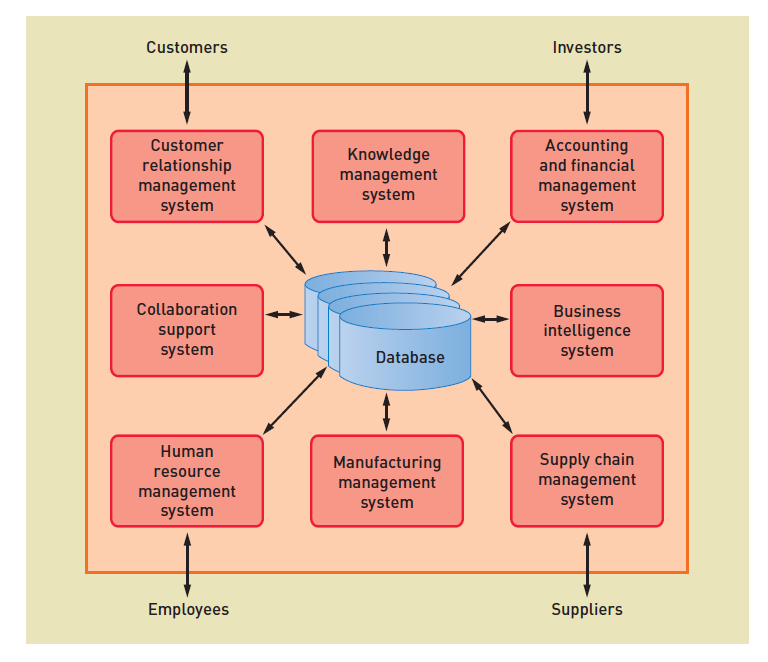 Customers
Investors
Customer
relationship
management
system
Knowledge
management
system
Accounting
and financial
management
system
Collaboration
support
system
Database
Business
intelligence
system
Human
resource
management
system
Manufacturing
management
system
Supply chain
management
system
Employees
Suppliers